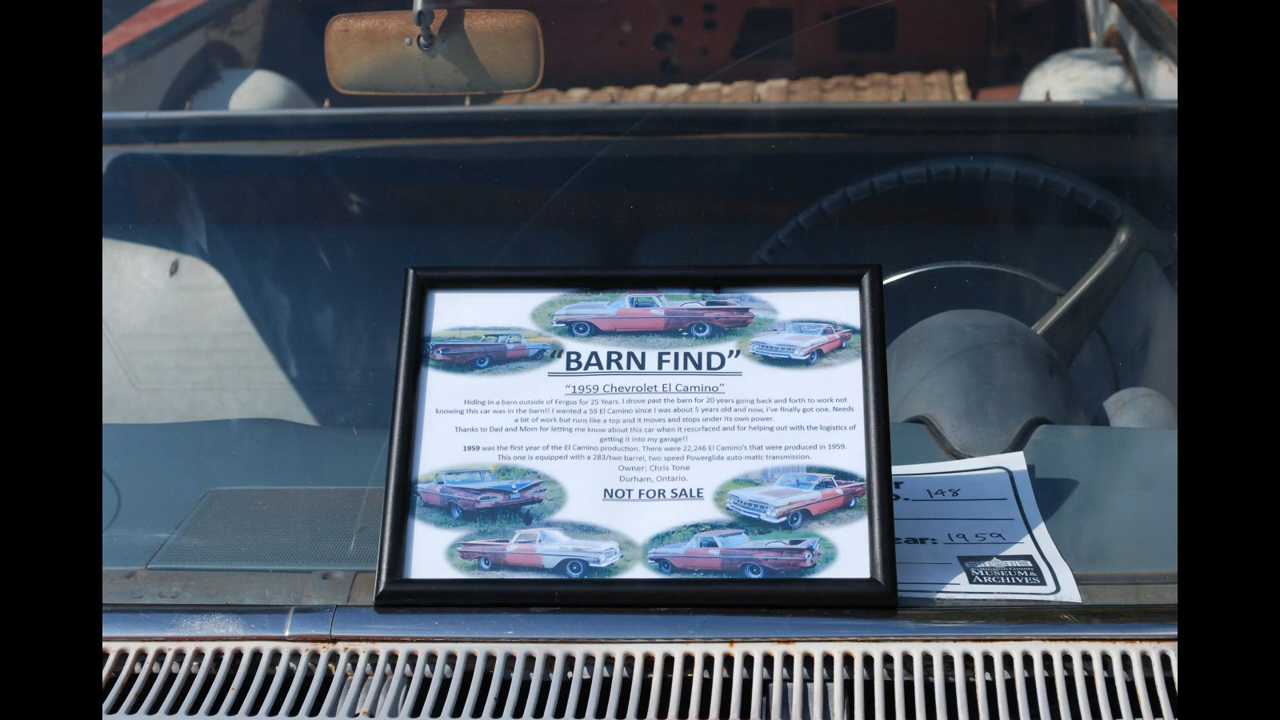 “BARN FIND”
“1959 Chevrolet El Camino”
Hiding in a barn outside of Fergus for 25 Years. I drove past the barn for 20 years going back and forth to work not
knowing this car was in the barn!! I wanted a 59 El Camino since I was about 5 years old and now, I've finally got one. Needs
a bit of work but runs like a top and it moves and stops under its own power.
Thanks to Dad and Mom for letting me know about this car when it resurfaced and for helping out with the logistics of
getting it into my garage!!
1959 was the first year of the El Camino production. There were 22,246 El Camino's that were produced in 1959.
This one is equipped with a 283/two barrel, two speed Powerglide auto-matic transmission.
Owner: Chris Tone
Durham, Ontario.
NOT FOR SALE
148
1959
Wellington County
MUSEUM &
ARCHIVES